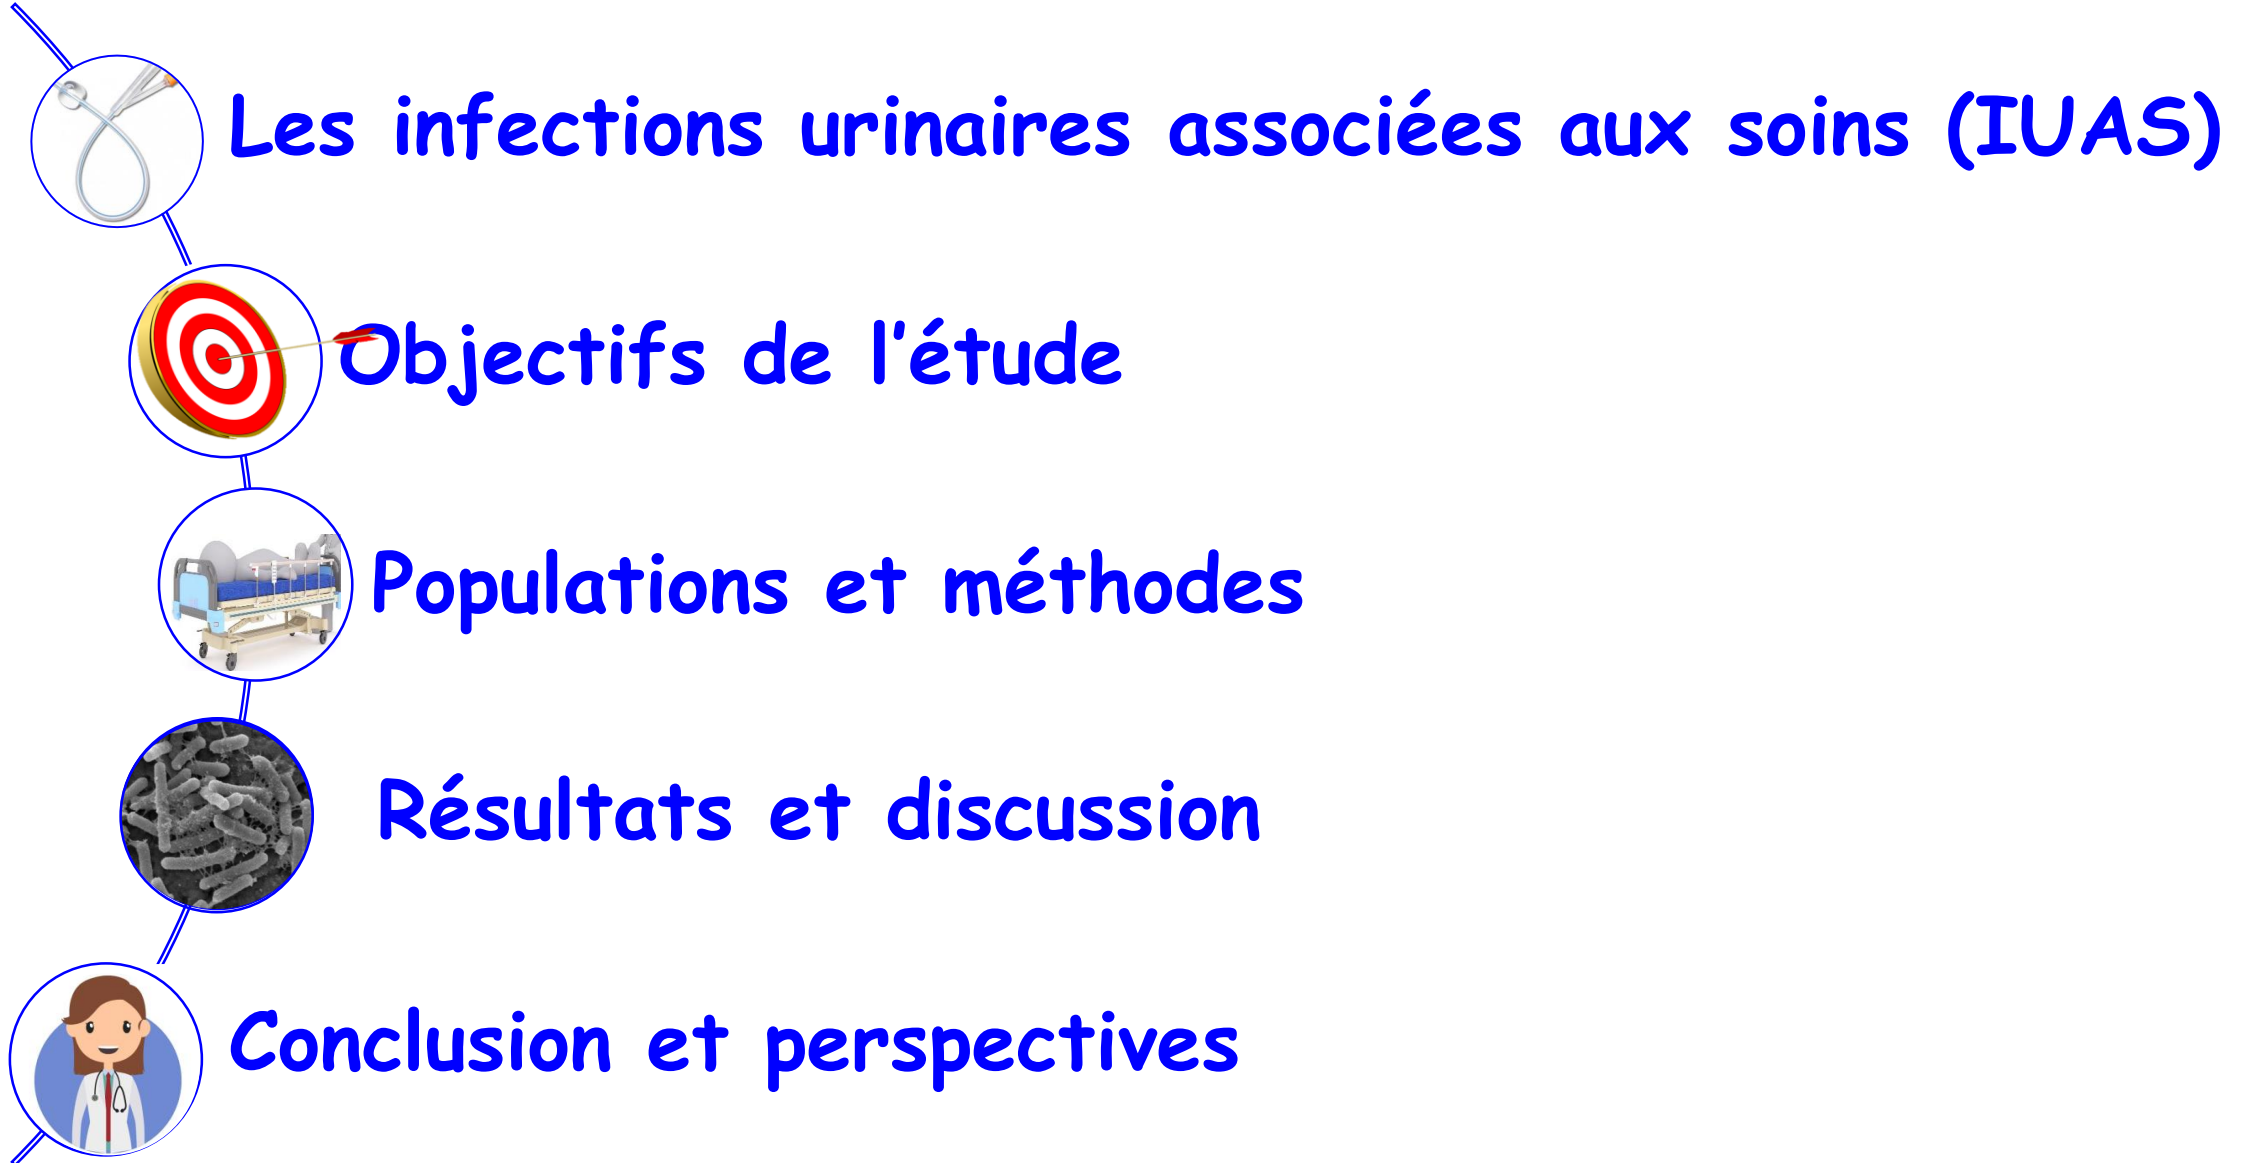 Les infections urinaires associées aux soins (IUAS)
Objectifs de l'étude
Populations et méthodes
Résultats et discussion
Conclusion et perspectives